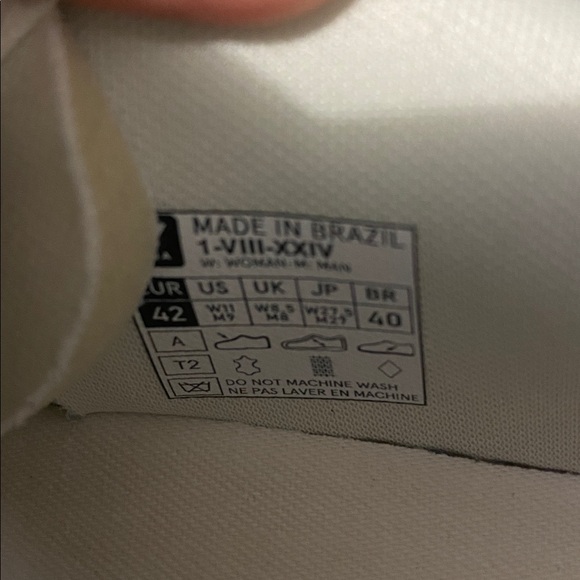 MADE IN BRAZIL
1-VIII-XXIV
W: WOMAN-M: MAN
EUR US UK JP BR
42 W11 M9 W8,5 M8 W27,5 M29 40
A
T2
DO NOT MACHINE WASH
NE PAS LAVER EN MACHINE